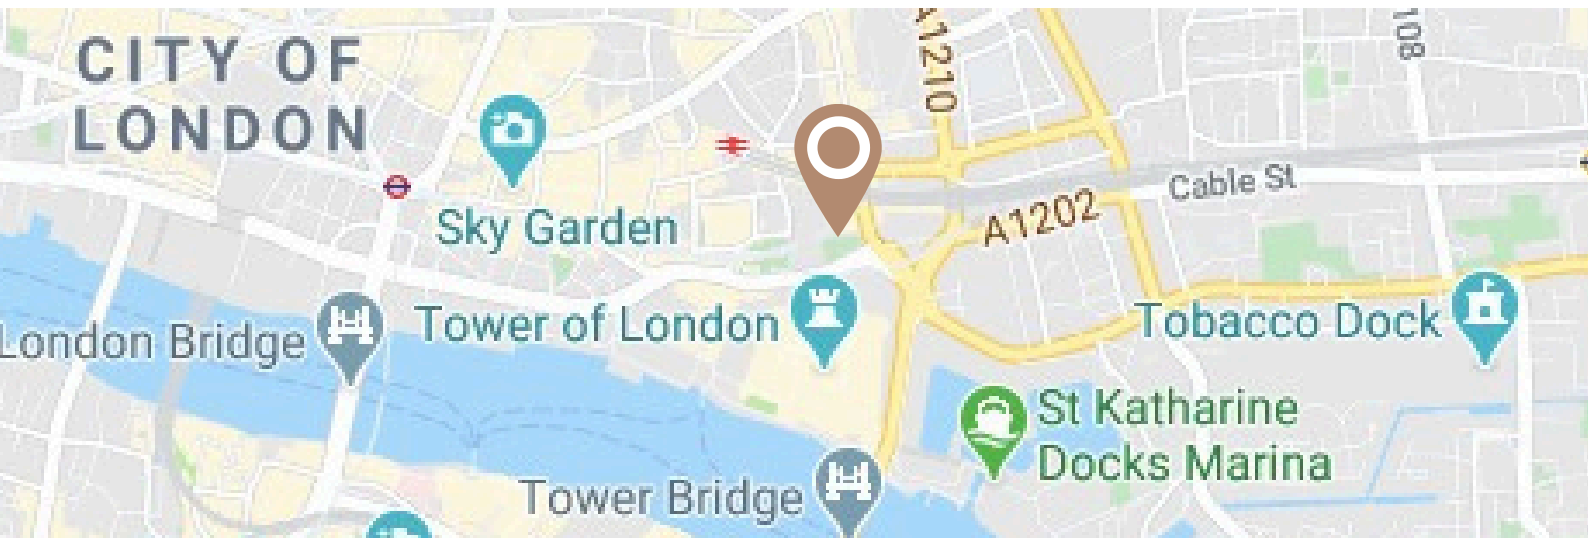 CITY OF
LONDON
A1210
108
Cable St
Sky Garden
A1202
Tower of London
Tobacco Dock
London Bridge
St Katharine
Docks Marina
Tower Bridge